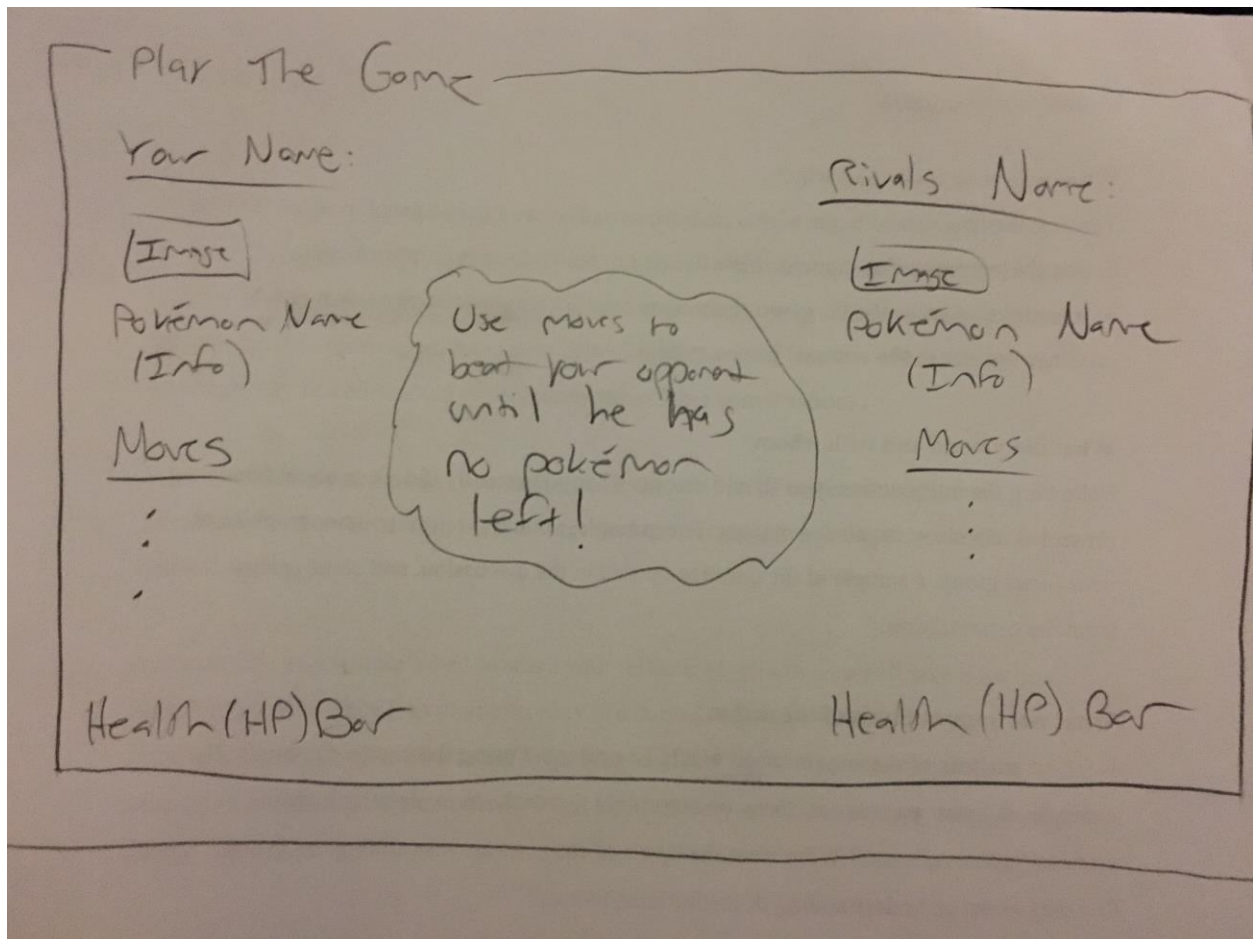 Play The Game
Your Name:
Image
Pokémon Name
(Info)
Moves
Health (HP) Bar
Use moves to
beat your opponent
until he has
no pokémon
left!
Rivals Name:
Image
Pokémon Name
(Info)
Moves
Health (HP) Bar